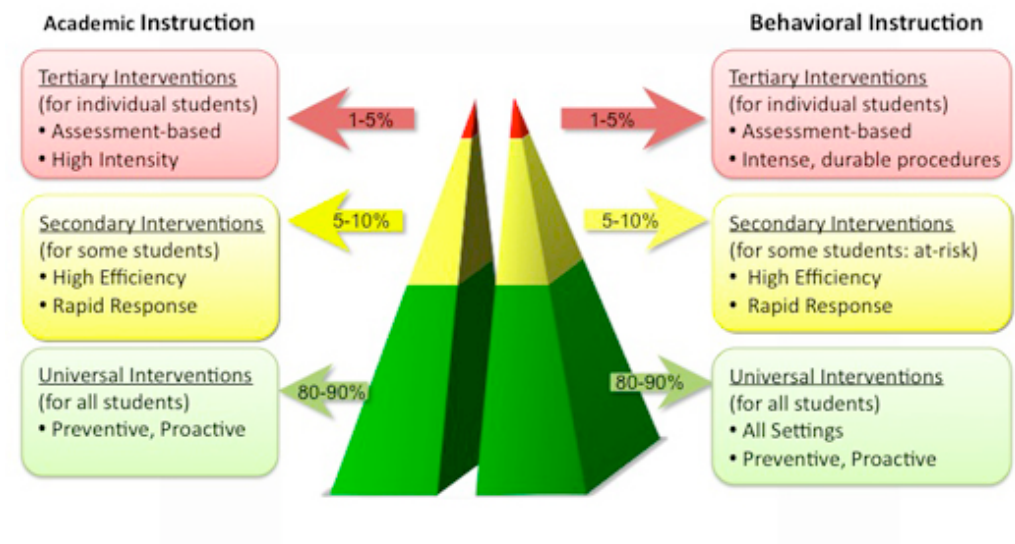 Academic Instruction
Tertiary Interventions
(for individual students)
• Assessment-based
• High Intensity
1-5%
Secondary Interventions
(for some students)
• High Efficiency
• Rapid Response
5-10%
Universal Interventions
(for all students)
• Preventive, Proactive
80-90%
Behavioral Instruction
1-5%
Tertiary Interventions
(for individual students)
• Assessment-based
• Intense, durable procedures
5-10%
Secondary Interventions
(for some students: at-risk)
• High Efficiency
• Rapid Response
80-90%
Universal Interventions
(for all students)
• All Settings
• Preventive, Proactive